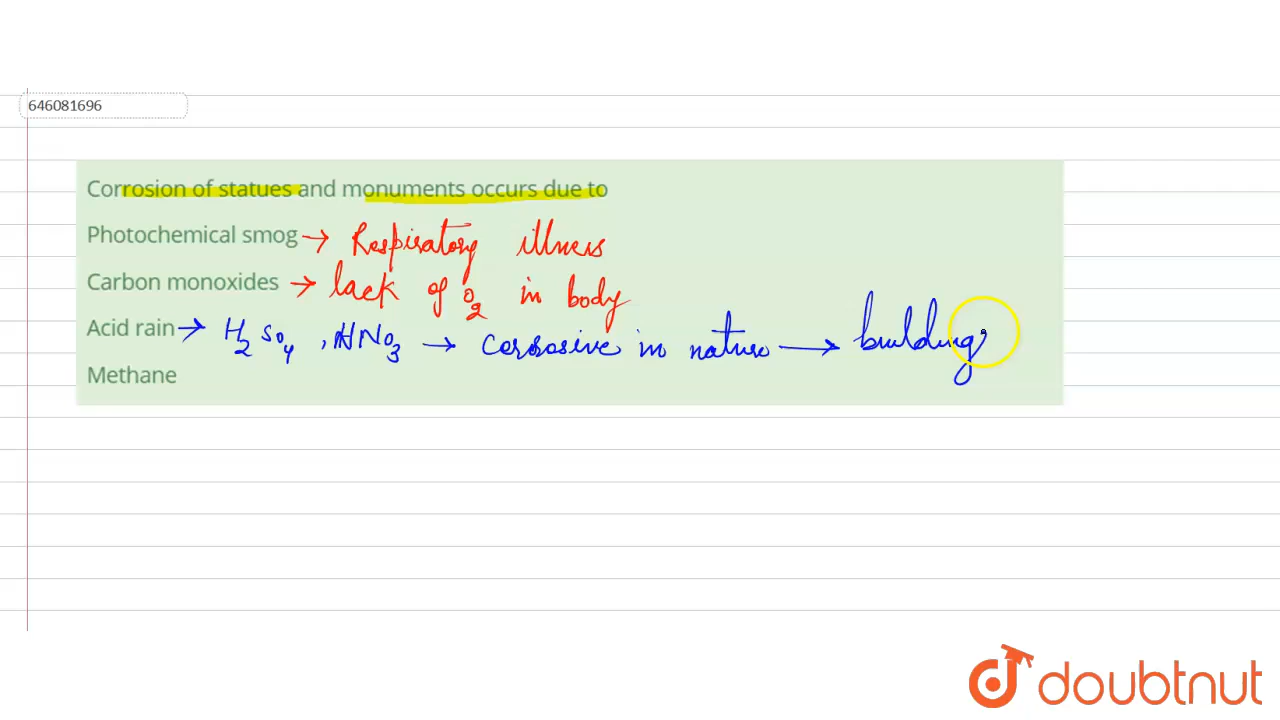 646081696
Corrosion of statues and monuments occurs due to
Photochemical smog → Respiratory illness
Carbon monoxides → lack of O2 in body
Acid rain → H2SO4, HNO3 → corrosive in nature → building
Methane
doubtnut